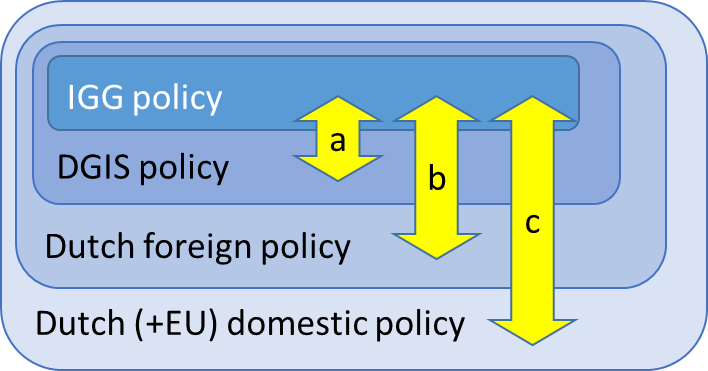 IGG policy
a
DGIS policy
b
c
Dutch foreign policy
Dutch (+EU) domestic policy